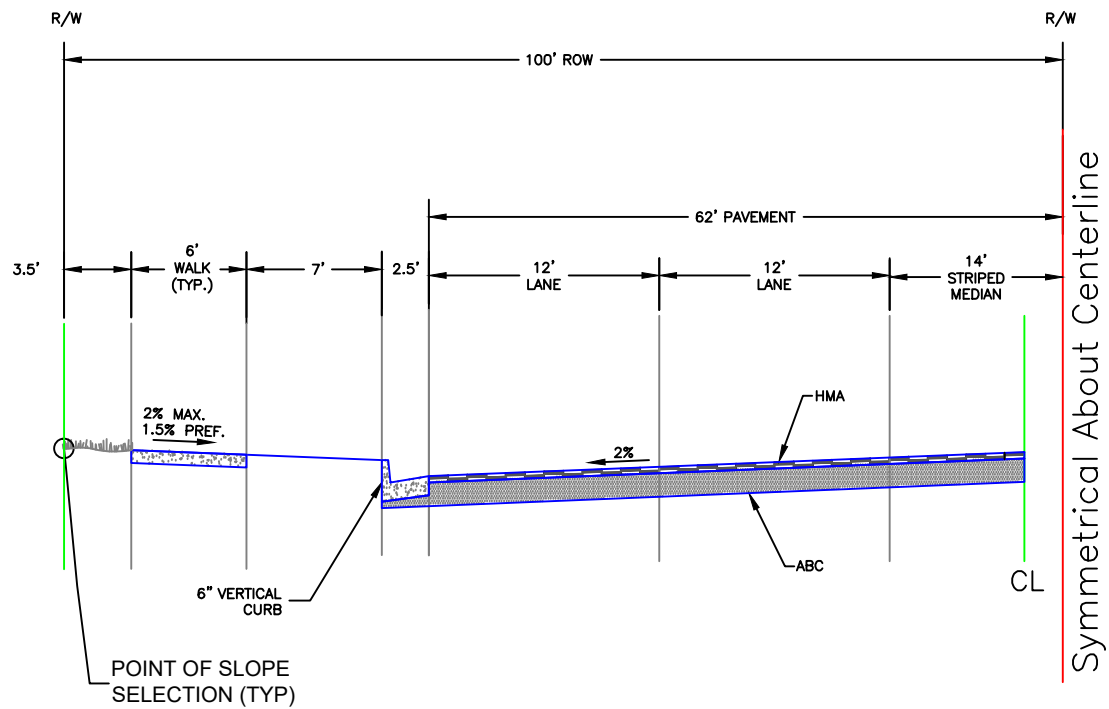 R/W
R/W
100' ROW
62' PAVEMENT
3.5'
6'
WALK
(TYP.)
7'
2.5'
12'
LANE
12'
LANE
14'
STRIPED
MEDIAN
Symmetrical About Centerline
2% MAX.
1.5% PREF.
2%
HMA
ABC
CL
6" VERTICAL
CURB
POINT OF SLOPE
SELECTION (TYP)